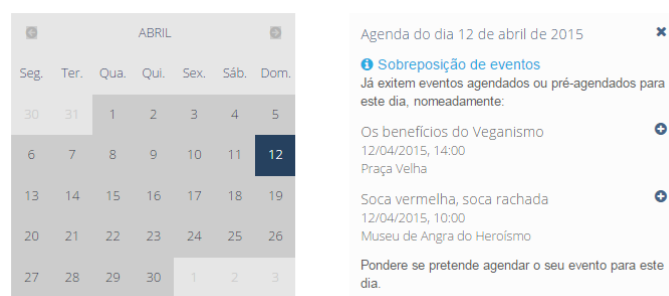 ABRIL
Seg. Ter. Qua. Qui. Sex. Sáb. Dom.
30 31 1 2 3 4 5
6 7 8 9 10 11 12
13 14 15 16 17 18 19
20 21 22 23 24 25 26
27 28 29 30 1 2 3
Agenda do dia 12 de abril de 2015
Sobreposição de eventos
Já exitem eventos agendados ou pré-agendados para
este dia, nomeadamente:
Os benefícios do Veganismo
12/04/2015, 14:00
Praça Velha
Soca vermelha, soca rachada
12/04/2015, 10:00
Museu de Angra do Heroísmo
Pondere se pretende agendar o seu evento para este
dia.